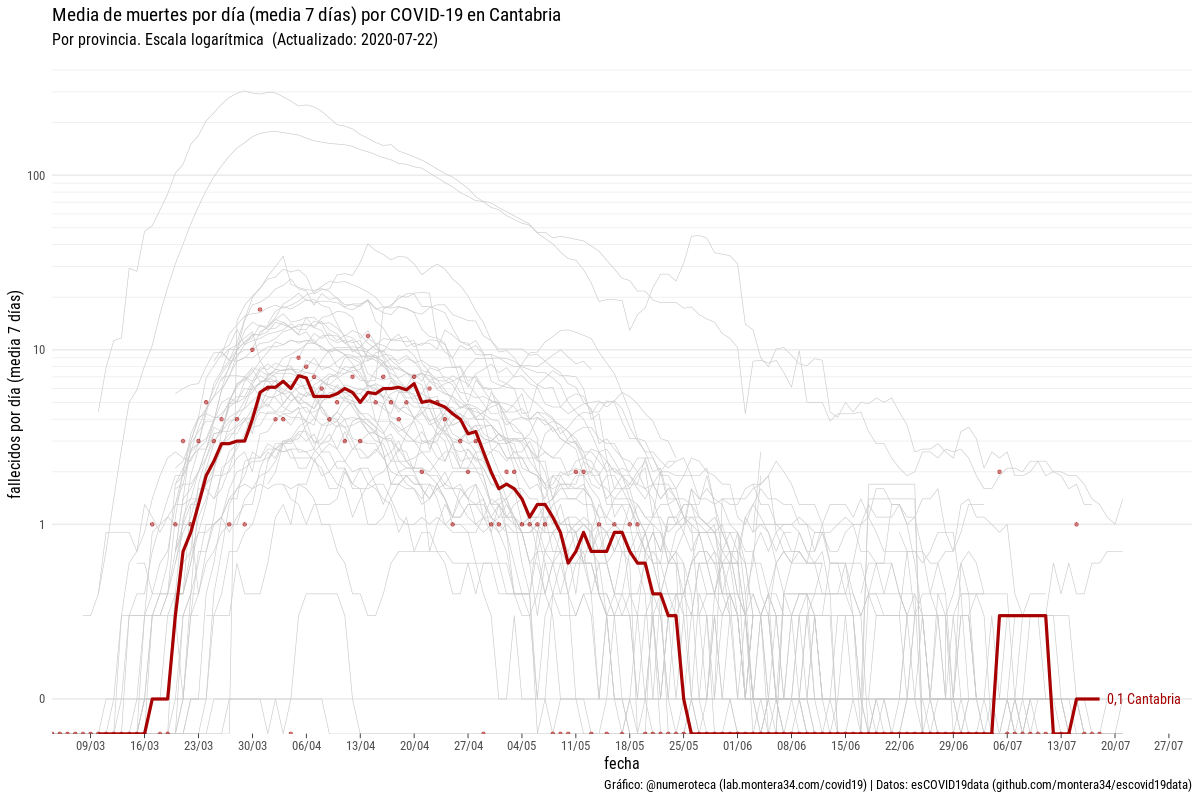 Media de muertes por día (media 7 días) por COVID-19 en Cantabria
Por provincia. Escala logarítmica  (Actualizado: 2020-07-22)
fallecidos por día (media  7 días)
100
10
1
0
0,1 Cantabria
09/03 16/03 23/03 30/03 06/04 13/04 20/04 27/04 04/05 11/05 18/05 25/05 01/06 08/06 15/06 22/06 29/06 06/07 13/07 20/07 27/07
fecha
Gráfico: @numeroteca (lab.montera34.com/covid19) | Datos: esCOVID19data (github.com/montera34/escovid19data)